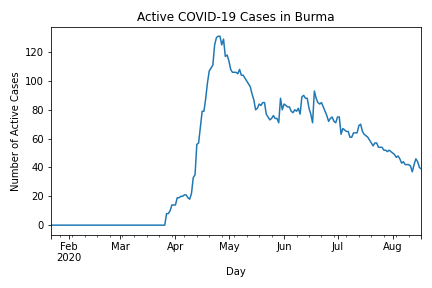 Active COVID-19 Cases in Burma
Number of Active Cases
120
100
80
60
40
20
0
Feb Mar Apr May Jun Jul Aug
2020
Day